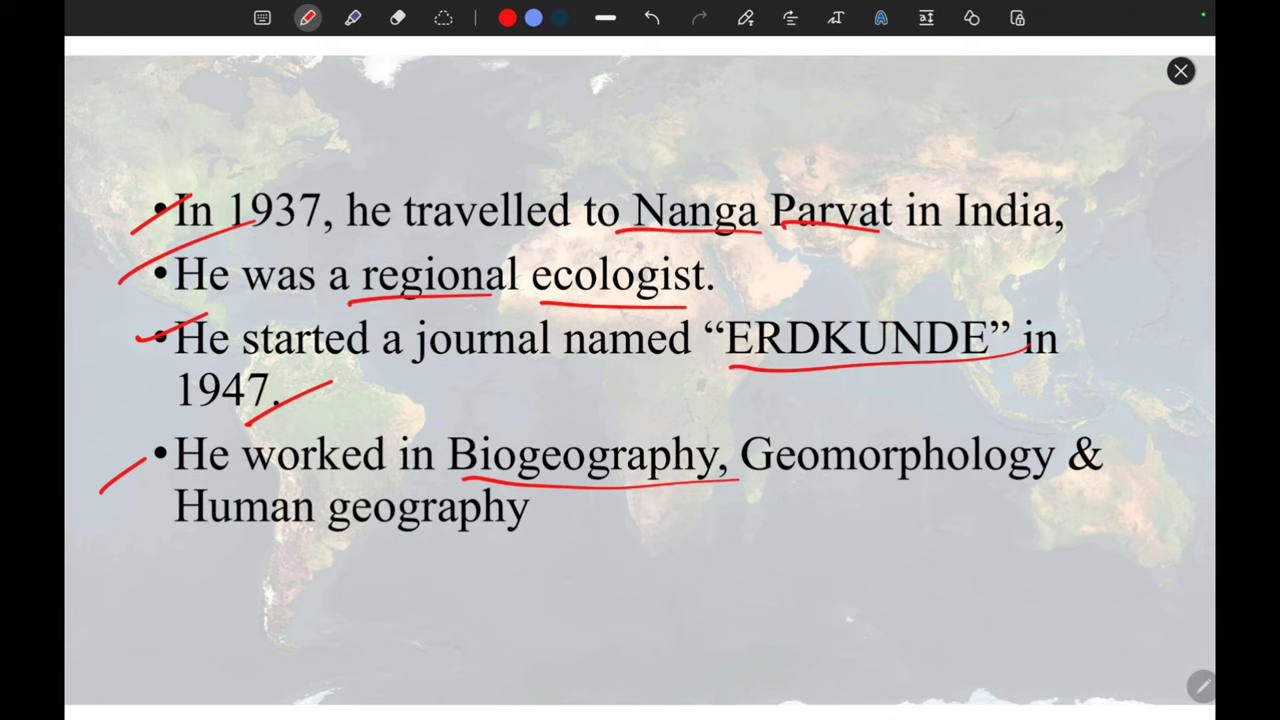 •In 1937, he travelled to Nanga Parvat in India,
•He was a regional ecologist.
•He started a journal named “ERDKUNDE” in
1947.
•He worked in Biogeography, Geomorphology &
Human geography